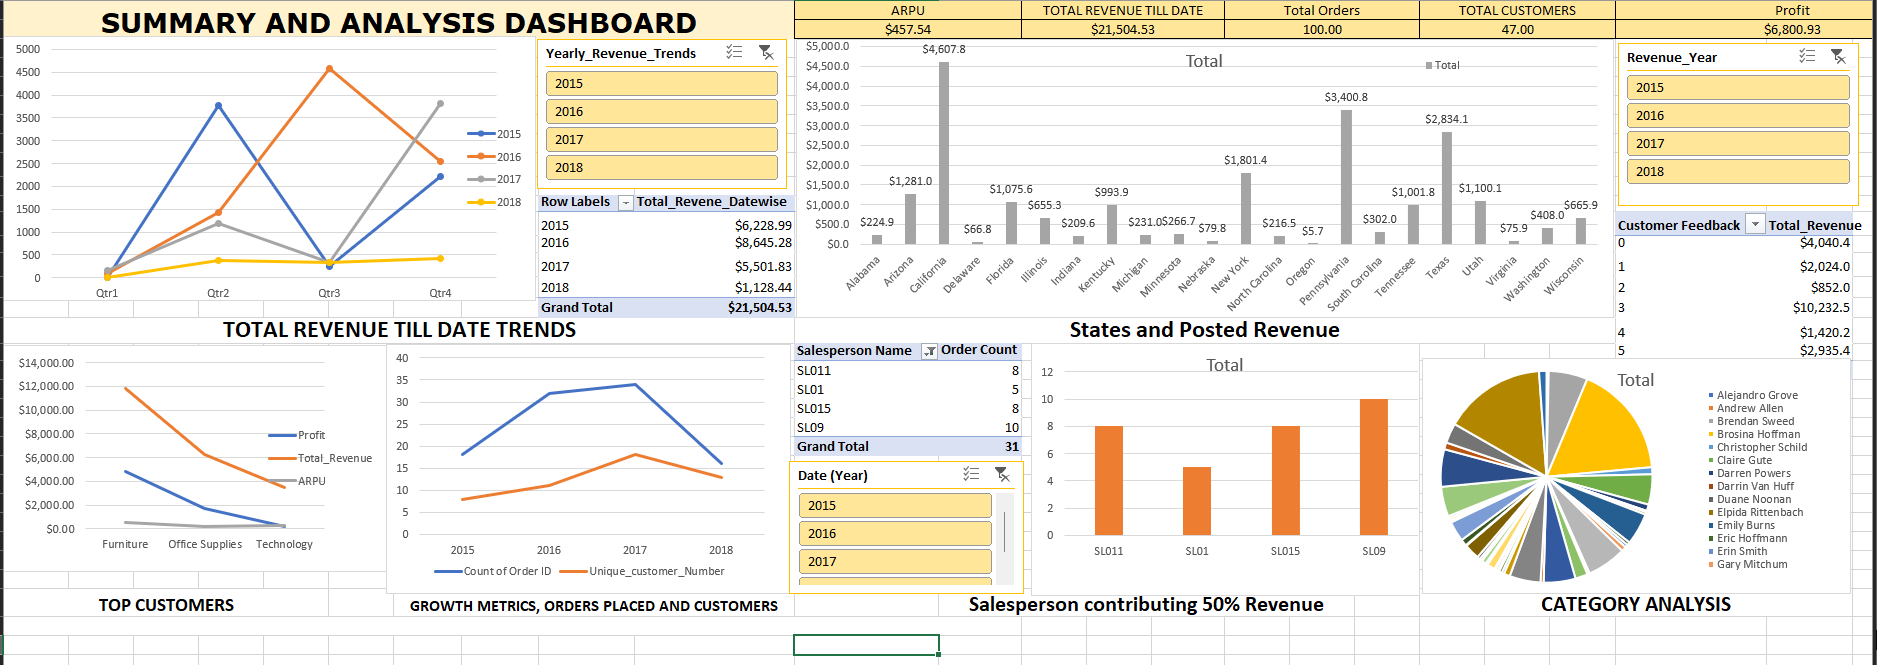 SUMMARY AND ANALYSIS DASHBOARD
ARPU TOTAL REVENUE TILL DATE Total Orders TOTAL CUSTOMERS Profit
$457.54 $21,504.53 100.00 47.00 $6,800.93
5000
4500
4000
3500
3000
2500
2000
1500
1000
500
0
Qtr1 Qtr2 Qtr3 Qtr4
2015
2016
2017
2018
Yearly_Revenue_Trends
2015
2016
2017
2018
Row Labels Total_Revene_Datewise
2015 $6,228.99
2016 $8,645.28
2017 $5,501.83
2018 $1,128.44
Grand Total $21,504.53
TOTAL REVENUE TILL DATE TRENDS
Total
Total
$5,000.0
$4,500.0
$4,000.0
$3,500.0
$3,000.0
$2,500.0
$2,000.0
$1,500.0
$1,000.0
$500.0
$0.0
$224.9 $1,281.0 $4,607.8 $66.8 $1,075.6 $655.3 $209.6 $993.9 $231.0 $266.7 $79.8 $1,801.4 $216.5 $5.7 $3,400.8 $302.0 $1,001.8 $2,834.1 $1,100.1 $75.9 $408.0 $665.9
Alabama Arizona California Delaware Florida Illinois Indiana Kentucky Michigan Minnesota Nebraska New York North Carolina Oregon Pennsylvania South Carolina Tennessee Texas Utah Virginia Washington Wisconsin
States and Posted Revenue
Revenue_Year
2015
2016
2017
2018
Customer Feedback Total_Revenue
0 $4,040.4
1 $2,024.0
2 $852.0
3 $10,232.5
4 $1,420.2
5 $2,935.4
$14,000.00
$12,000.00
$10,000.00
$8,000.00
$6,000.00
$4,000.00
$2,000.00
$0.00
Furniture Office Supplies Technology
Profit
Total_Revenue
ARPU
TOP CUSTOMERS
40
35
30
25
20
15
10
5
0
2015 2016 2017 2018
Count of Order ID Unique_customer_Number
GROWTH METRICS, ORDERS PLACED AND CUSTOMERS
Salesperson Name Order Count
SL011 8
SL01 5
SL015 8
SL09 10
Grand Total 31
Date (Year)
2015
2016
2017
Total
12
10
8
6
4
2
0
SL011 SL01 SL015 SL09
Salesperson contributing 50% Revenue
Total
Alejandro Grove
Andrew Allen
Brendan Sweed
Brosina Hoffman
Christopher Schild
Claire Gute
Darren Powers
Darrin Van Huff
Duane Noonan
Elpida Rittenbach
Emily Burns
Eric Hoffmann
Erin Smith
Gary Mitchum
CATEGORY ANALYSIS